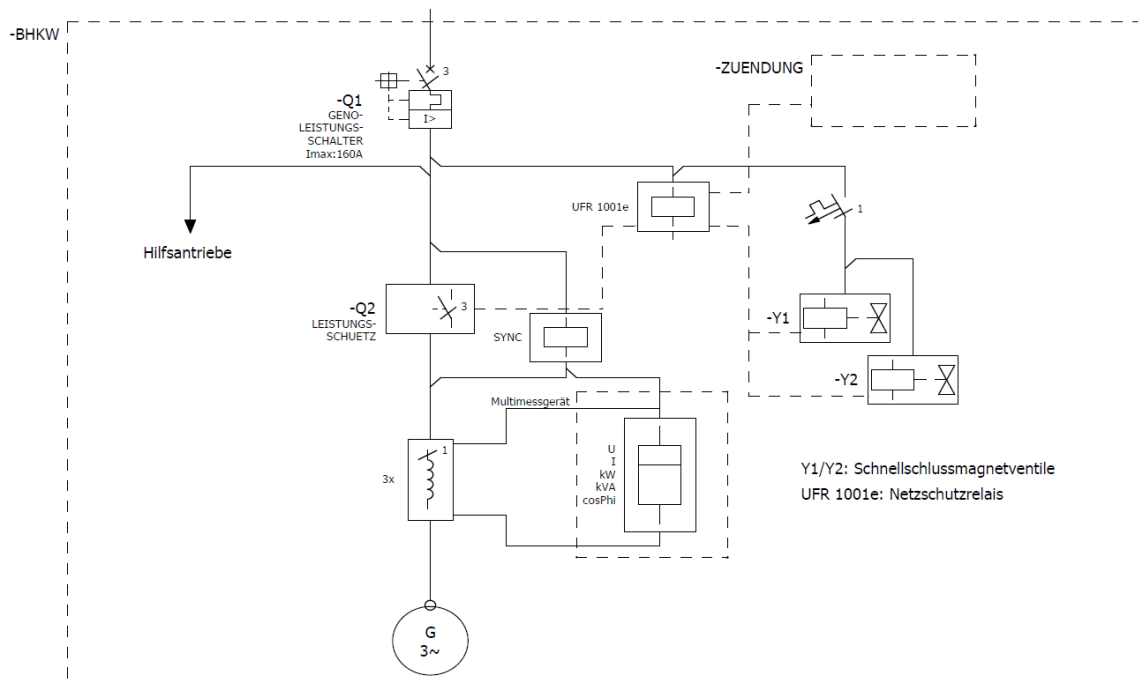 -BHKW
3
-Q1
GENO-
LEISTUNGS-
SCHALTER
Imax:160A
I>
-ZUENDUNG
UFR 1001e
1
Hilfsantriebe
-Q2
LEISTUNGS-
SCHUETZ
3
SYNC
-Y1
-Y2
Multimessgerät
3x
1
U
I
kW
kVA
cosPhi
Y1/Y2: Schnellschlussmagnetventile
UFR 1001e: Netzschutzrelais
G
3~